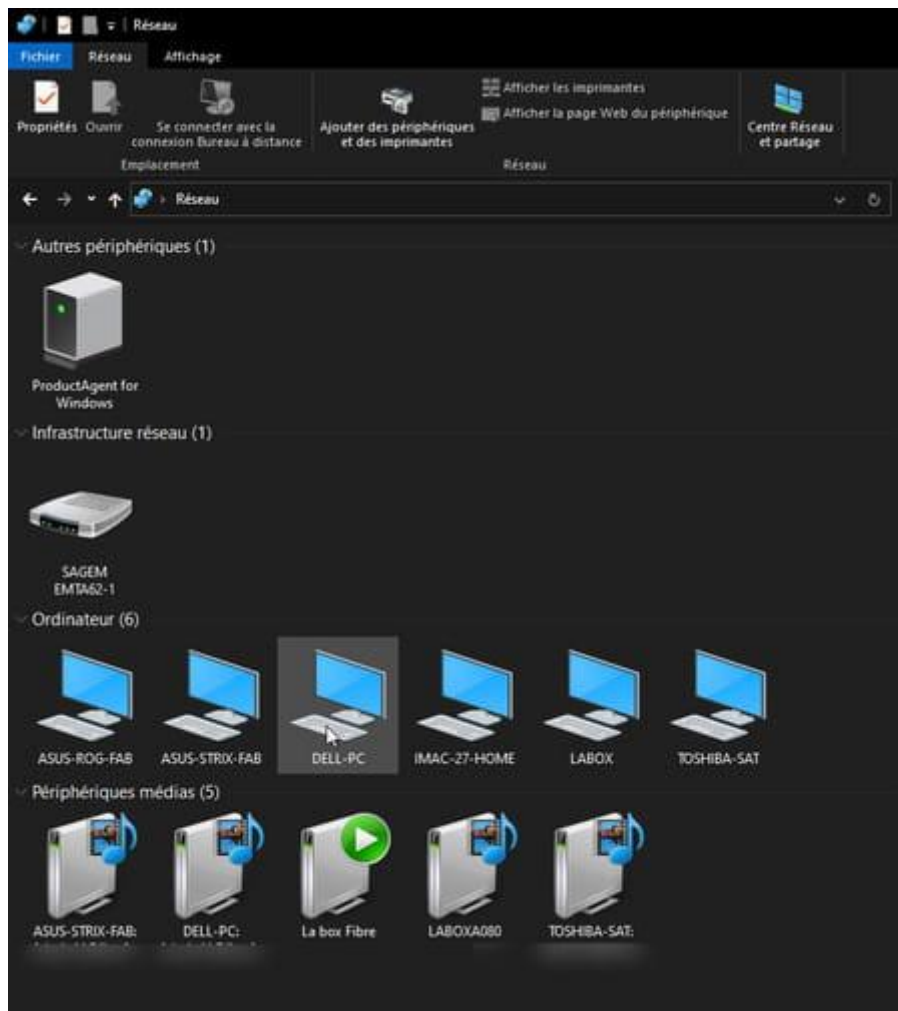 Réseau
Fichier Réseau Affichage
Propriétés Ouvrir Se connecter avec la connexion Bureau à distance
Emplacement
Ajouter des périphériques et des imprimantes
Afficher les imprimantes
Afficher la page Web du périphérique
Réseau
Centre Réseau et partage
Réseau
Autres périphériques (1)
ProductAgent for
Windows
Infrastructure réseau (1)
SAGEM
EMTA62-1
Ordinateur (6)
ASUS-ROG-FAB ASUS-STRIX-FAB DELL-PC IMAC-27-HOME LABOX TOSHIBA-SAT
Périphériques médias (5)
ASUS-STRIX-FAB: DELL-PC: La box Fibre LABOXA080 TOSHIBA-SAT: